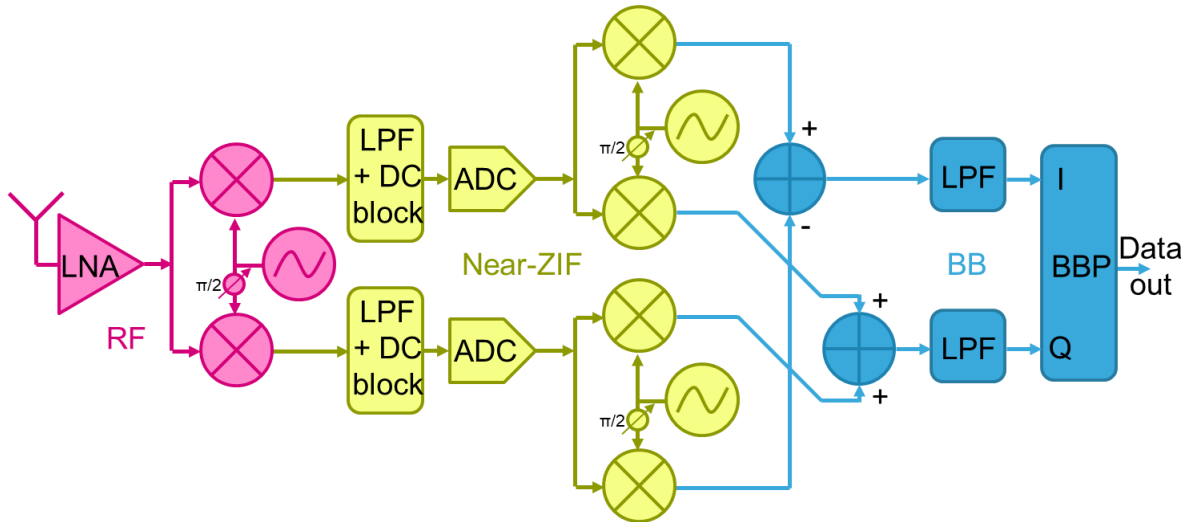 LNA
RF
π/2
LPF
+ DC
block
ADC
π/2
LPF
+ DC
block
ADC
π/2
Near-ZIF
+
-
+
+
BB
LPF
LPF
I
BBP
Q
Data
out